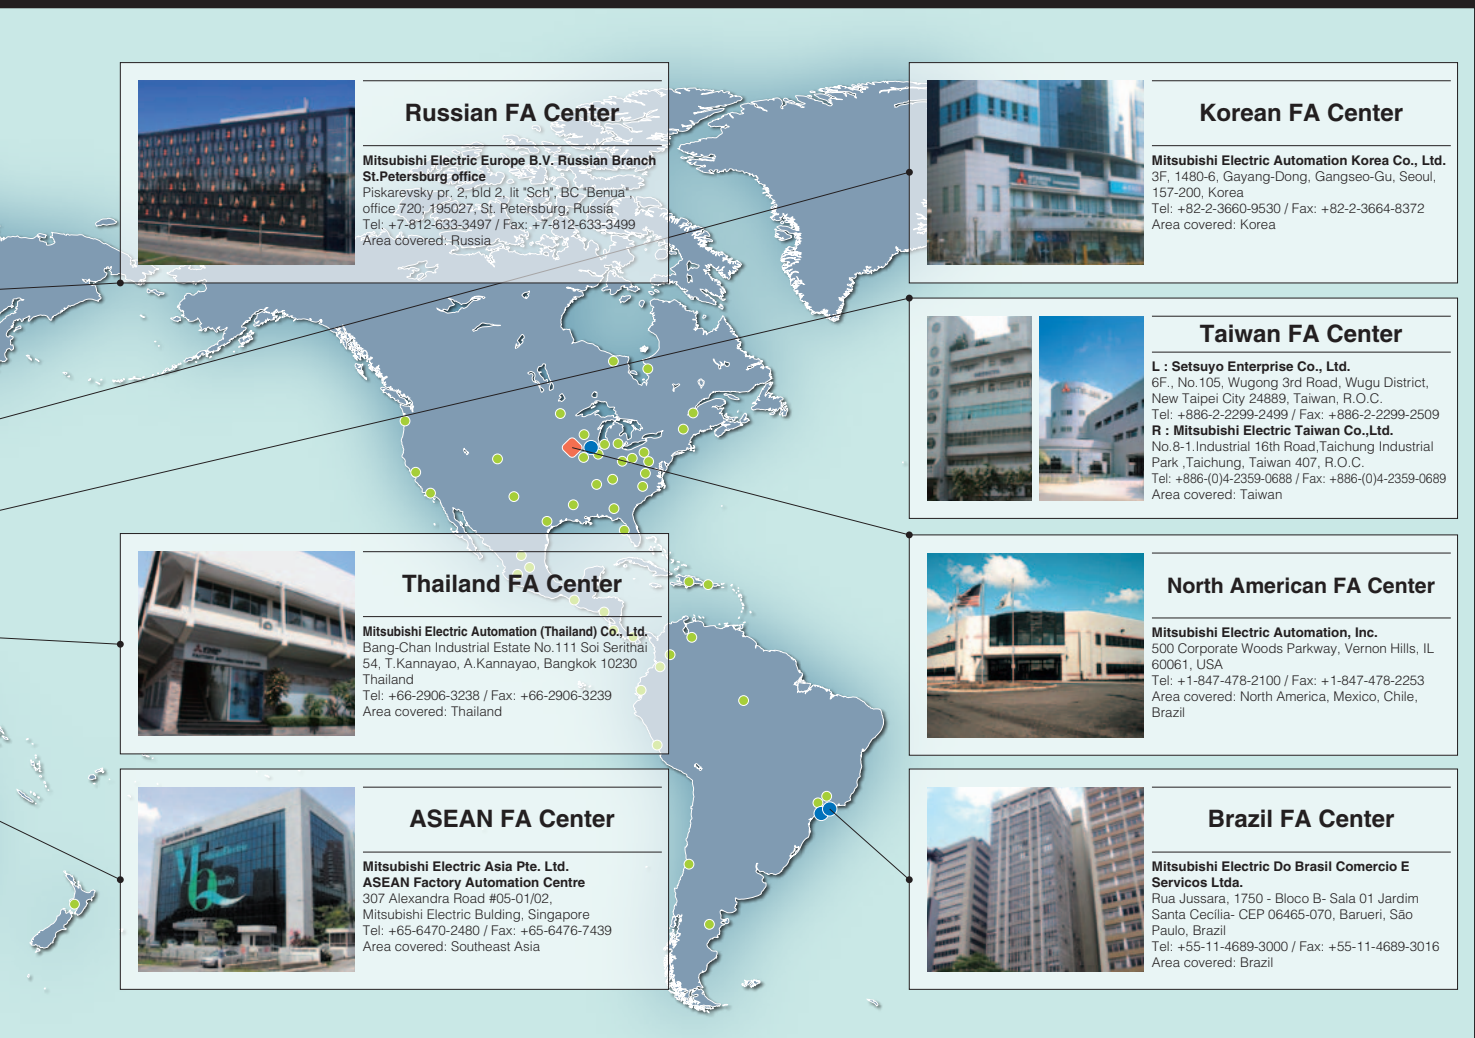 Russian FA Center
Mitsubishi Electric Europe B.V. Russian Branch
St.Petersburg office
Piskarevsky pr. 2, bld 2, lit "Sch", BC "Benua",
office 720; 195027, St. Petersburg, Russia
Tel: +7-812-633-3497 / Fax: +7-812-633-3499
Area covered: Russia
Korean FA Center
Mitsubishi Electric Automation Korea Co., Ltd.
3F, 1480-6, Gayang-Dong, Gangseo-Gu, Seoul,
157-200, Korea
Tel: +82-2-3660-9530 / Fax: +82-2-3664-8372
Area covered: Korea
Taiwan FA Center
L : Setsuyo Enterprise Co., Ltd.
6F., No.105, Wugong 3rd Road, Wugu District,
New Taipei City 24889, Taiwan, R.O.C.
Tel: +886-2-2299-2499 / Fax: +886-2-2299-2509
R : Mitsubishi Electric Taiwan Co.,Ltd.
No.8-1.Industrial 16th Road,Taichung Industrial
Park ,Taichung, Taiwan 407, R.O.C.
Tel: +886-(0)4-2359-0688 / Fax: +886-(0)4-2359-0689
Area covered: Taiwan
Thailand FA Center
Mitsubishi Electric Automation (Thailand) Co., Ltd.
Bang-Chan Industrial Estate No.111 Soi Serithai
54, T.Kannayao, A.Kannayao, Bangkok 10230
Thailand
Tel: +66-2906-3238 / Fax: +66-2906-3239
Area covered: Thailand
North American FA Center
Mitsubishi Electric Automation, Inc.
500 Corporate Woods Parkway, Vernon Hills, IL
60061, USA
Tel: +1-847-478-2100 / Fax: +1-847-478-2253
Area covered: North America, Mexico, Chile,
Brazil
ASEAN FA Center
Mitsubishi Electric Asia Pte. Ltd.
ASEAN Factory Automation Centre
307 Alexandra Road #05-01/02,
Mitsubishi Electric Bulding, Singapore
Tel: +65-6470-2480 / Fax: +65-6476-7439
Area covered: Southeast Asia
Brazil FA Center
Mitsubishi Electric Do Brasil Comercio E
Servicos Ltda.
Rua Jussara, 1750 - Bloco B- Sala 01 Jardim
Santa Cecília- CEP 06465-070, Barueri, São
Paulo, Brazil
Tel: +55-11-4689-3000 / Fax: +55-11-4689-3016
Area covered: Brazil